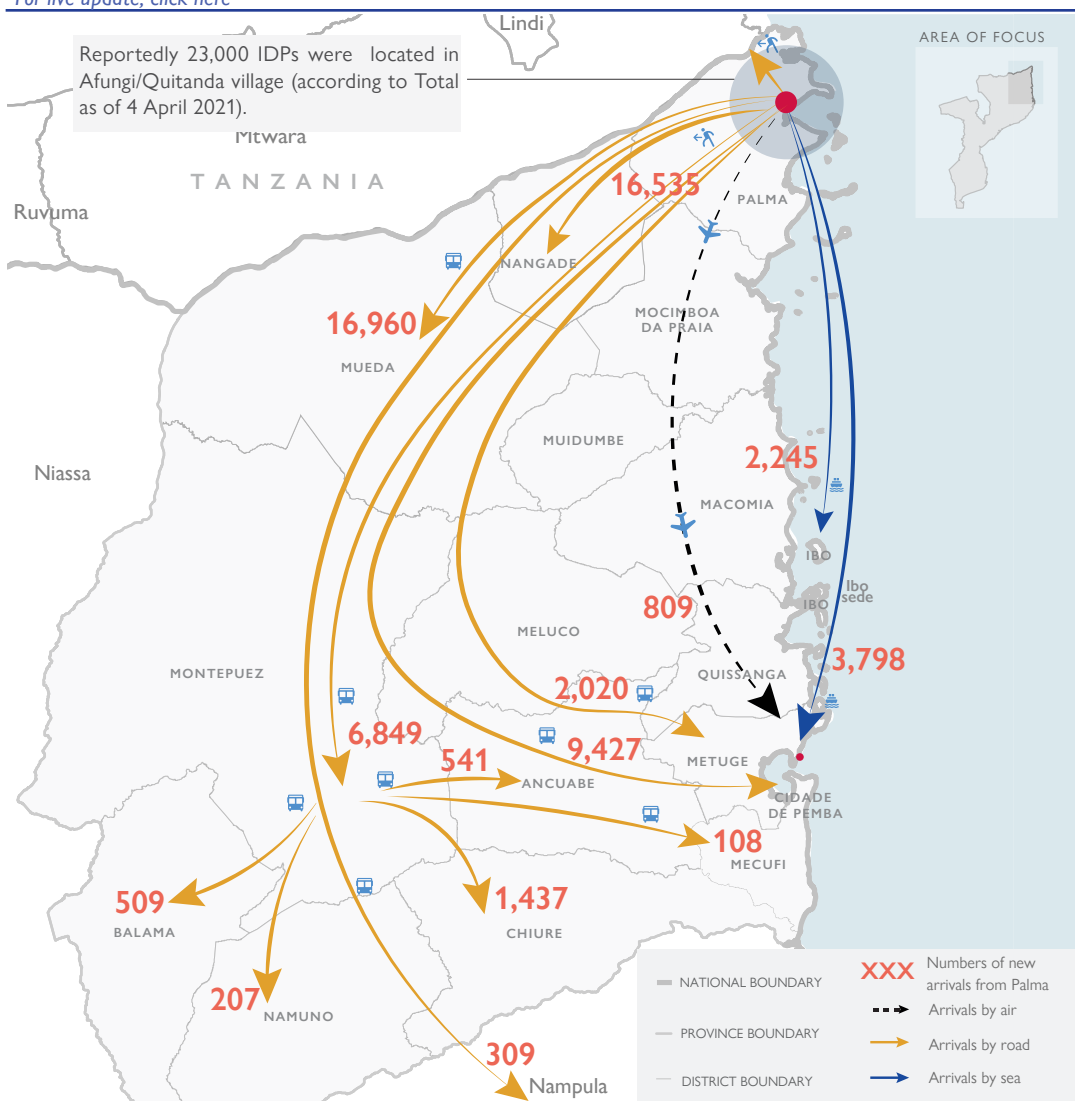 For live update, click here
Lindi
AREA OF FOCUS
Reportedly 23,000 IDPs were located in
Afungi/Quitanda village (according to Total
as of 4 April 2021).
Mtwara
TANZANIA
Ruvuma
16,535
PALMA
NANGADE
16,960
MOCIMBOA
DA PRAIA
MUEDA
MUIDUMBE
2,245
Niassa
MACOMIA
IBO
Ibo
sede
IBO
809
MELUCO
3,798
MONTEPUEZ
QUISSANGA
2,020
6,849
9,427
541
METUGE
ANCUABE
CIDADE
DE PEMBA
108
MECUFI
509
1,437
BALAMA
CHIURE
207
NAMUNO
309
Nampula
NATIONAL BOUNDARY
PROVINCE BOUNDARY
DISTRICT BOUNDARY
XXX
Numbers of new
arrivals from Palma
Arrivals by air
Arrivals by road
Arrivals by sea